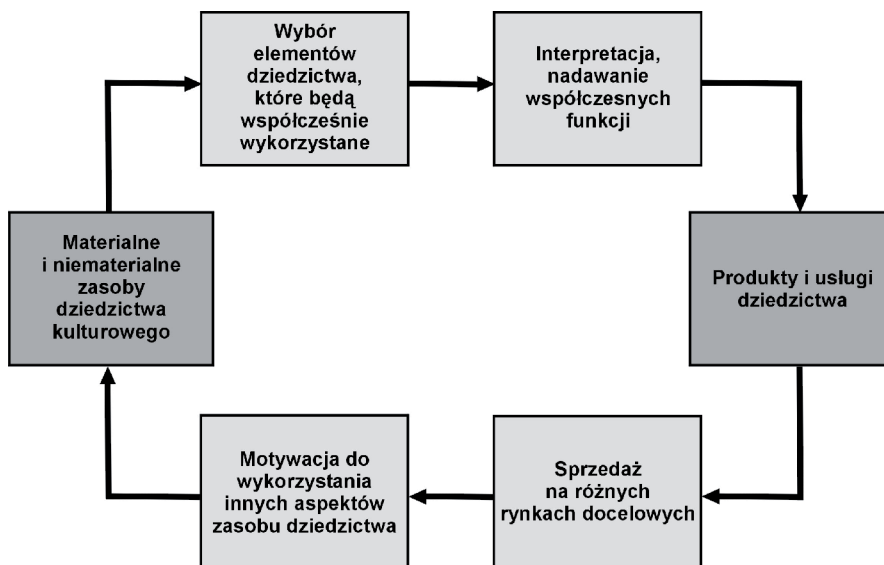 Wybór
elementów
dziedzictwa,
które będą
współcześnie
wykorzystane
Interpretacja,
nadawanie
współczesnych
funkcji
Materialne
i niematerialne
zasoby
dziedzictwa
kulturowego
Produkty i usługi
dziedzictwa
Motywacja do
wykorzystania
innych aspektów
zasobu dziedzictwa
Sprzedaż
na różnych
rynkach docelowych